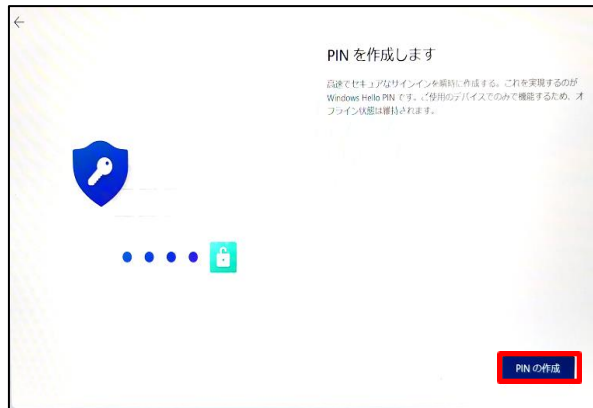 PIN を作成します
高速でセキュアなサインインを瞬時に作成する。これを実現するのが
Windows Hello PIN です。ご使用のデバイスでのみで機能するため、オ
フライン状態は維持されます。
PIN の作成